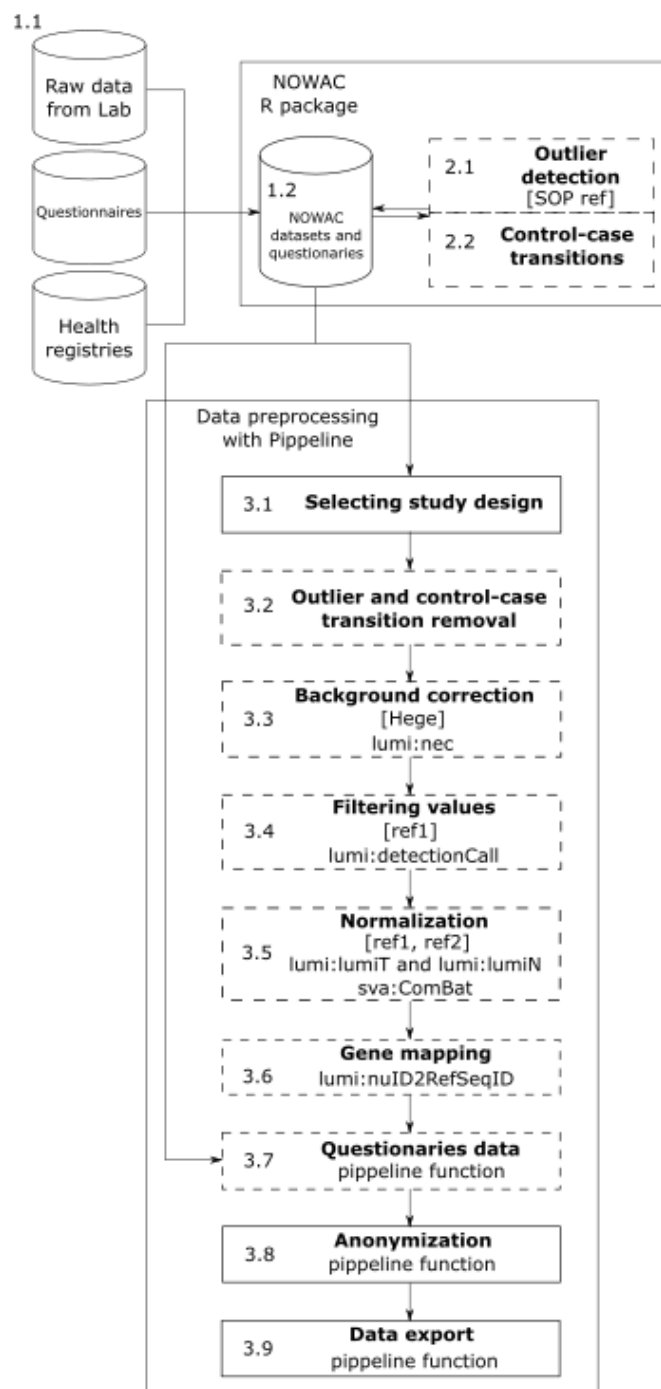 1.1
Raw data
from Lab
Questionnaires
Health
registries
NOWAC
R package
1.2
NOWAC
datasets and
questionaries
2.1 Outlier
detection
[SOP ref]
2.2 Control-case
transitions
Data preprocessing
with Pippeline
3.1 Selecting study design
3.2 Outlier and control-case
transition removal
3.3 Background correction
[Hege]
lumi:nec
3.4 Filtering values
[ref1]
lumi:detectionCall
3.5 Normalization
[ref1, ref2]
lumi:lumiT and lumi:lumiN
sva:ComBat
3.6 Gene mapping
lumi:nuID2RefSeqID
3.7 Questionaries data
pippeline function
3.8 Anonymization
pippeline function
3.9 Data export
pippeline function